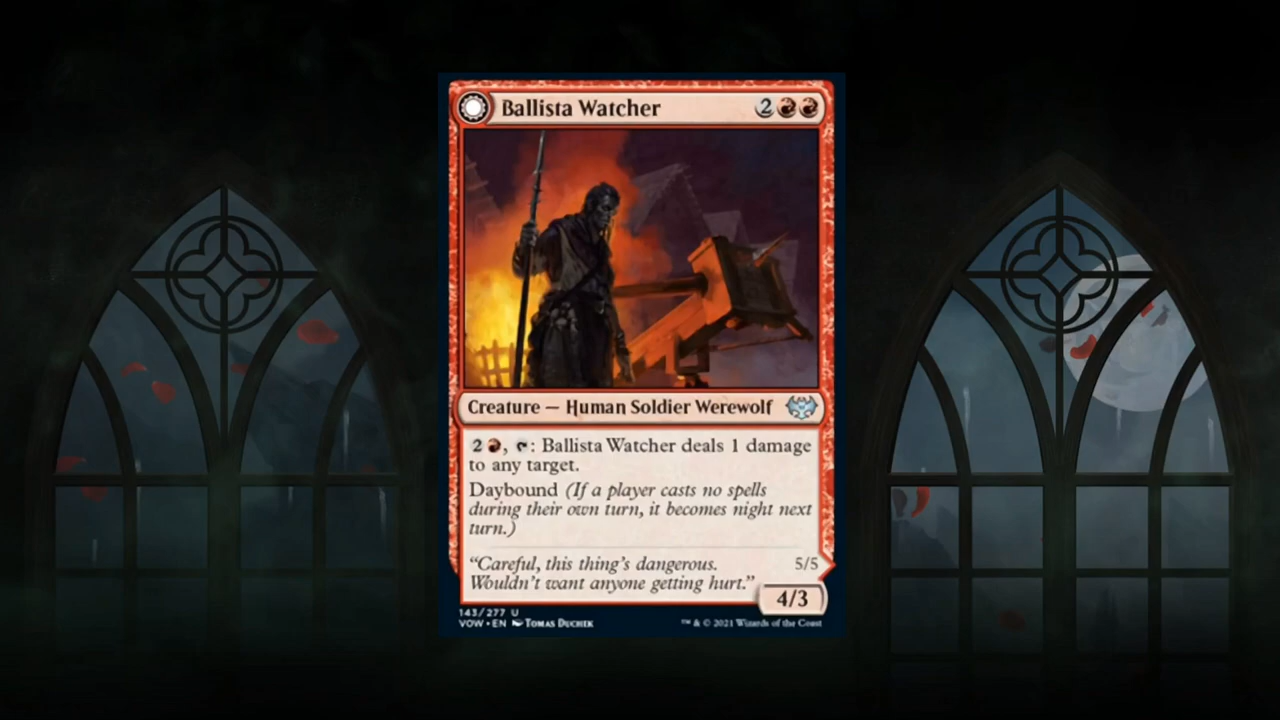 Ballista Watcher 2
Creature — Human Soldier Werewolf
2 , : Ballista Watcher deals 1 damage
to any target.
Daybound (If a player casts no spells
during their own turn, it becomes night next
turn.)
“Careful, this thing’s dangerous. 5/5
Wouldn’t want anyone getting hurt.”
4/3
143/277 U
VOW • EN Tomas Duchek ™ & © 2021 Wizards of the Coast